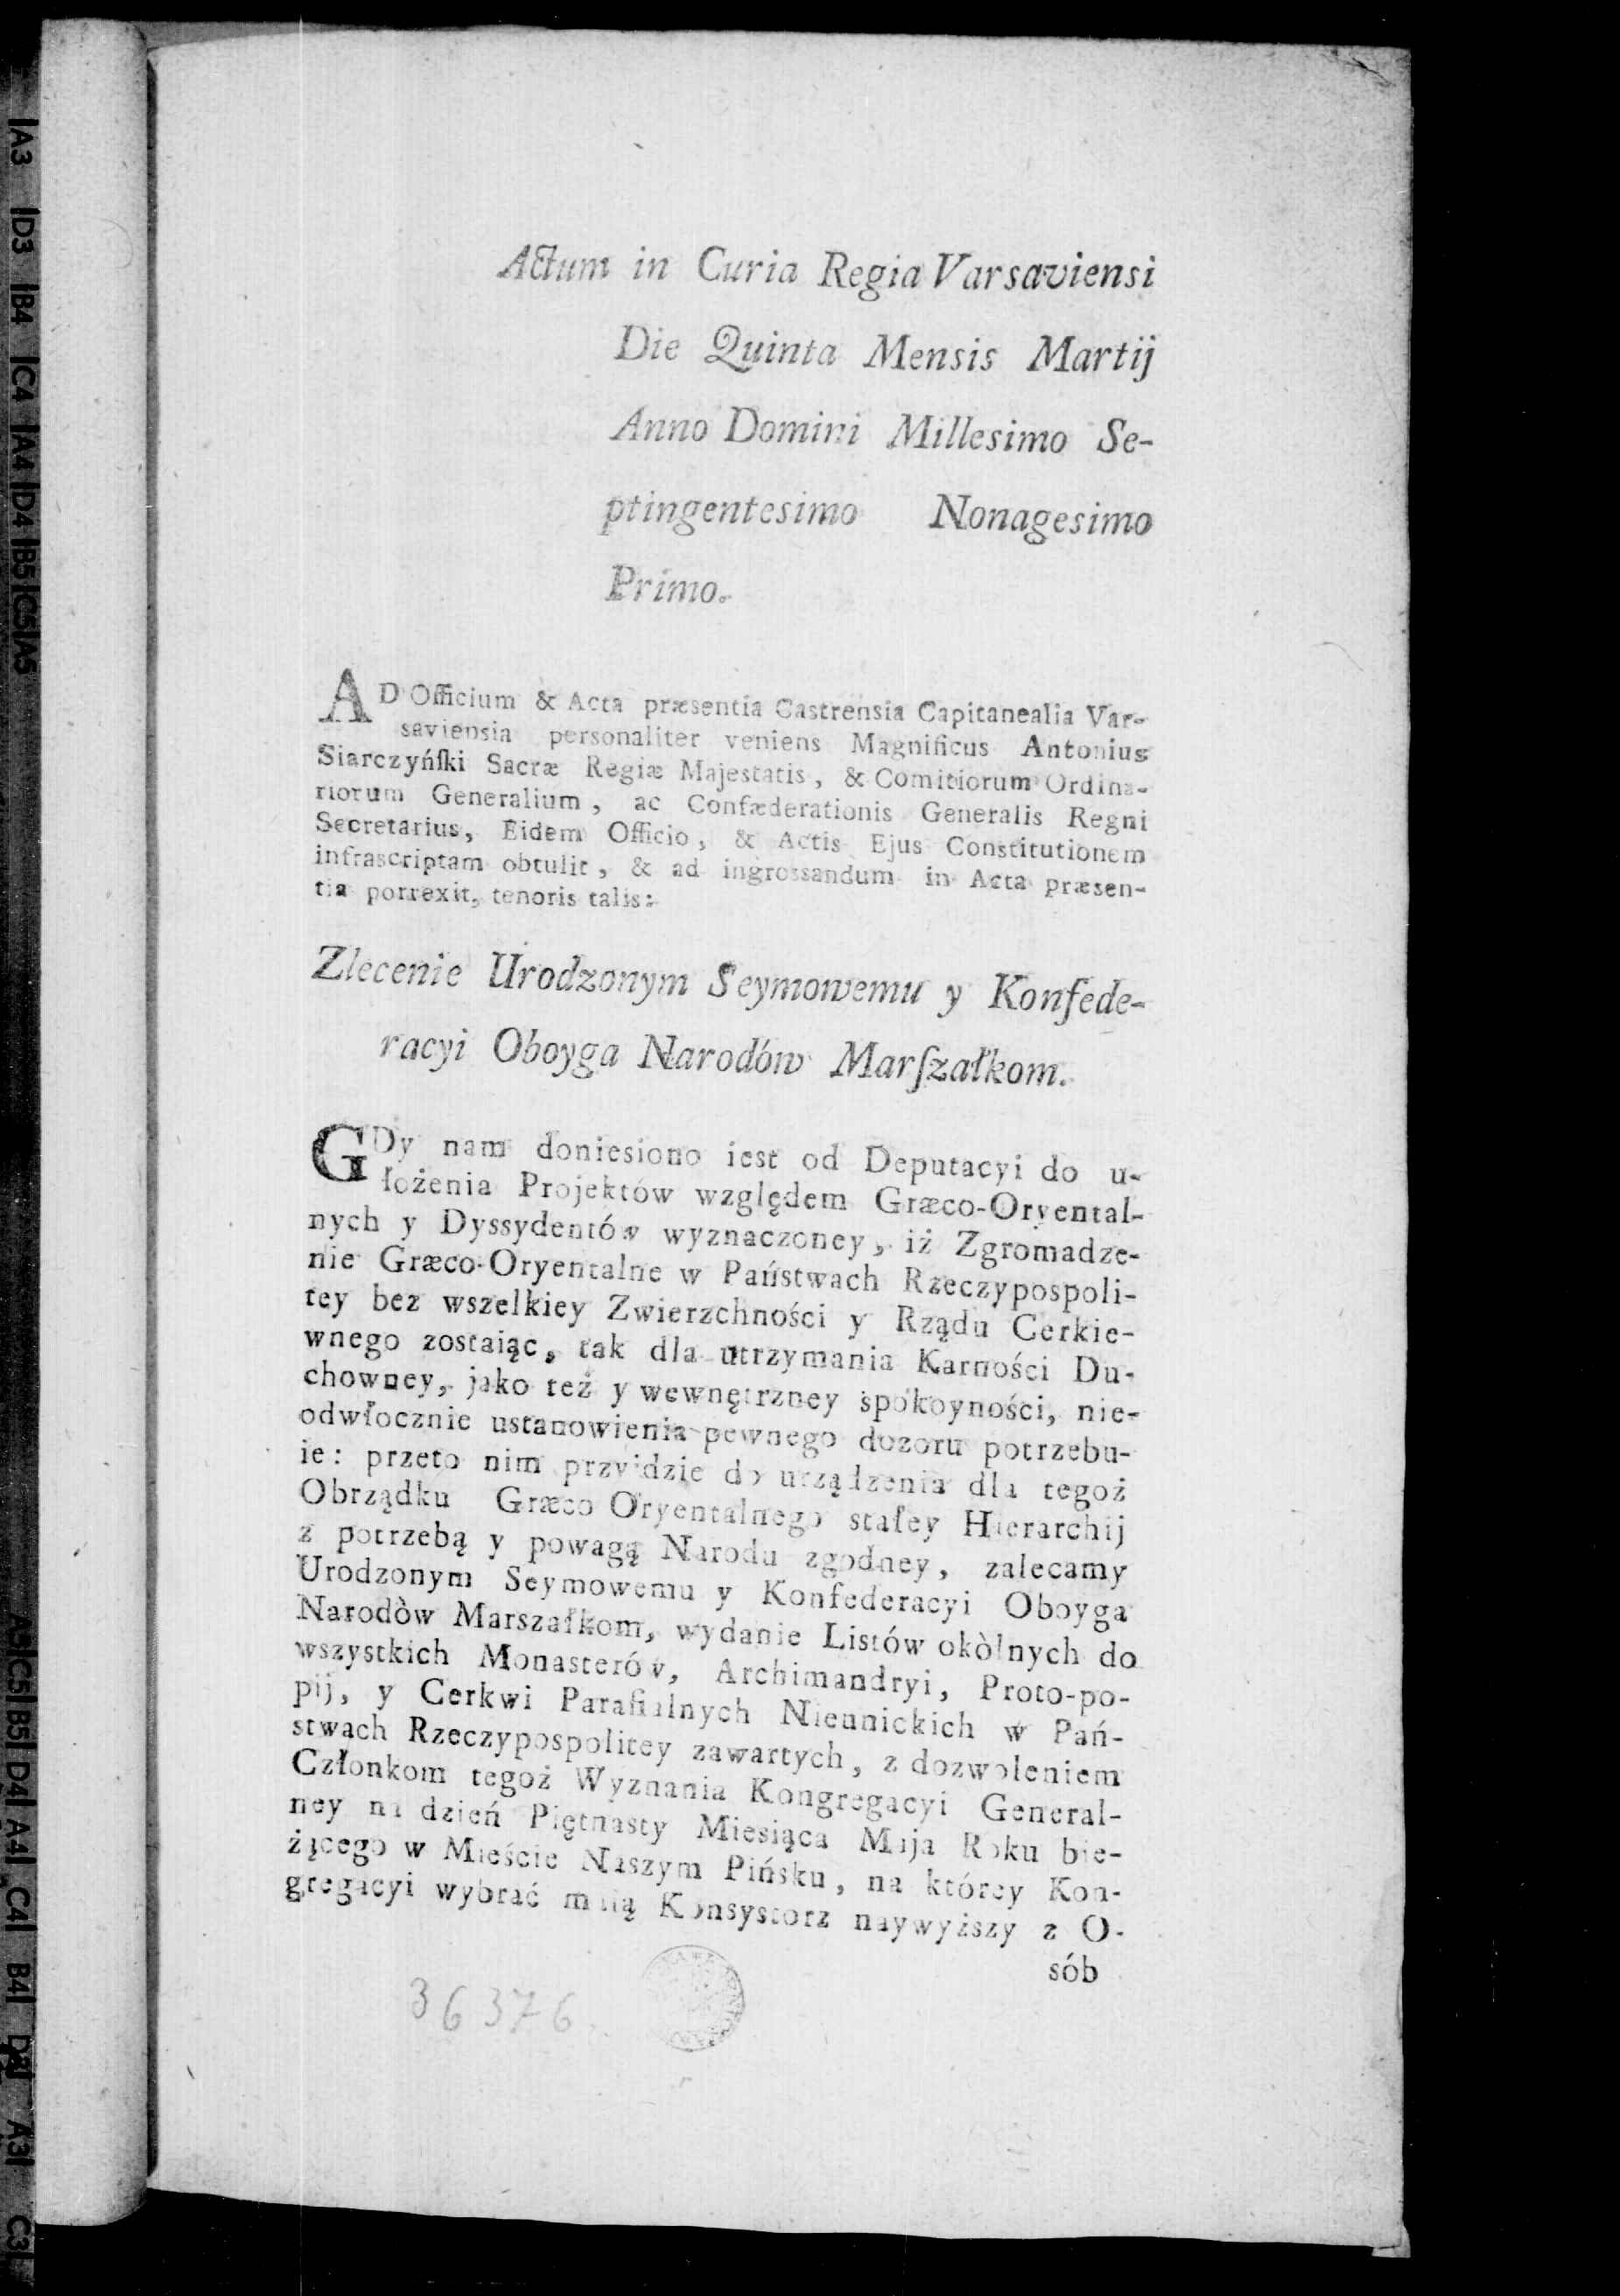 Actum in Curia Regia Varsaviensi
Die Quinta Mensis Martij
Anno Domini Millesimo Se-
ptingentesimo Nonagesimo
Primo.
AD Officium & Acta præsentia Castrensia Capitanealia Var-
saviensia personaliter veniens Magnificus Antonius
Siarczyńſki Sacræ Regiæ Majestatis, & Comitiorum Ordina-
riorum Generalium, ac Confæderationis Generalis Regni
Secretarius, Eidem Officio, & Actis Ejus Constitutionem
infrascriptam obtulit, & ad ingrossandum in Acta præsen-
tia porrexit, tenoris talis:
Zlecenie Urodzonym Seymowemu y Konfede-
racyi Oboyga Narodów Marſzałkom.
GDy nam doniesiono iest od Deputacyi do u-
łożenia Projektów względem Græco-Oryental-
nych y Dyssydentów wyznaczoney, iż Zgromadze-
nie Græco-Oryentalne w Państwach Rzeczypospoli-
tey bez wszelkiey Zwierzchności y Rządu Cerkie-
wnego zostaiąc, tak dla utrzymania Karności Du-
chowney, jako też y wewnętrzney spokoyności, nie-
odwłocznie ustanowienia pewnego dozoru potrzebu-
ie: przeto nim przyidzie do urządzenia dla tegoż
Obrządku Græco Oryentalnego stałey Hierarchij
z potrzebą y powagą Narodu zgodney, zalecamy
Urodzonym Seymowemu y Konfederacyi Oboyga
Narodòw Marszałkom, wydanie Listów okòlnych do
wszystkich Monasterów, Archimandryi, Proto-po-
pij, y Cerkwi Parafialnych Nieunickich w Pań-
stwach Rzeczypospolitey zawartych, z dozwoleniem
Członkom tegoż Wyznania Kongregacyi General-
ney na dzień Piętnasty Miesiąca Maja Roku bie-
żącego w Mieście Naszym Pińsku, na którey Kon-
gregacyi wybrać maią Konsystorz naywyższy z O-
sób
36376